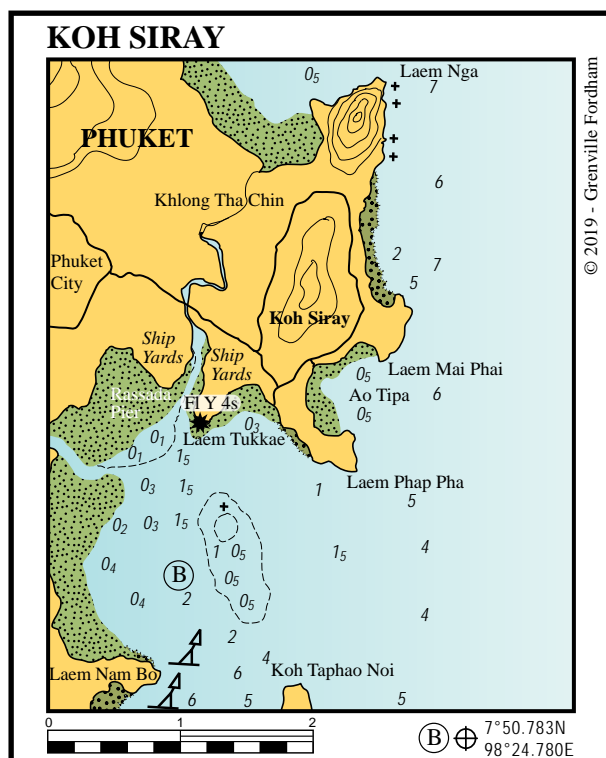 KOH SIRAY
0₅
Laem Nga
7
PHUKET
© 2019 - Grenville Fordham
6
Khlong Tha Chin
Phuket
City
2
7
5
Koh Siray
Ship
Yards
Ship
Yards
Laem Mai Phai
0₅
Rassada
Pier
Fl Y 4s
Ao Tipa
6
0₅
0₃
0₁
Laem Tukkae
0₁
1₅
Laem Phap Pha
0₃
1₅
1
5
0₂
0₃
1₅
1
0₅
1₅
4
0₄
B
0₅
0₄
2
0₅
4
2
4
Laem Nam Bo
6
Koh Taphao Noi
6
5
5
0
1
2
B
7°50.783N
98°24.780E